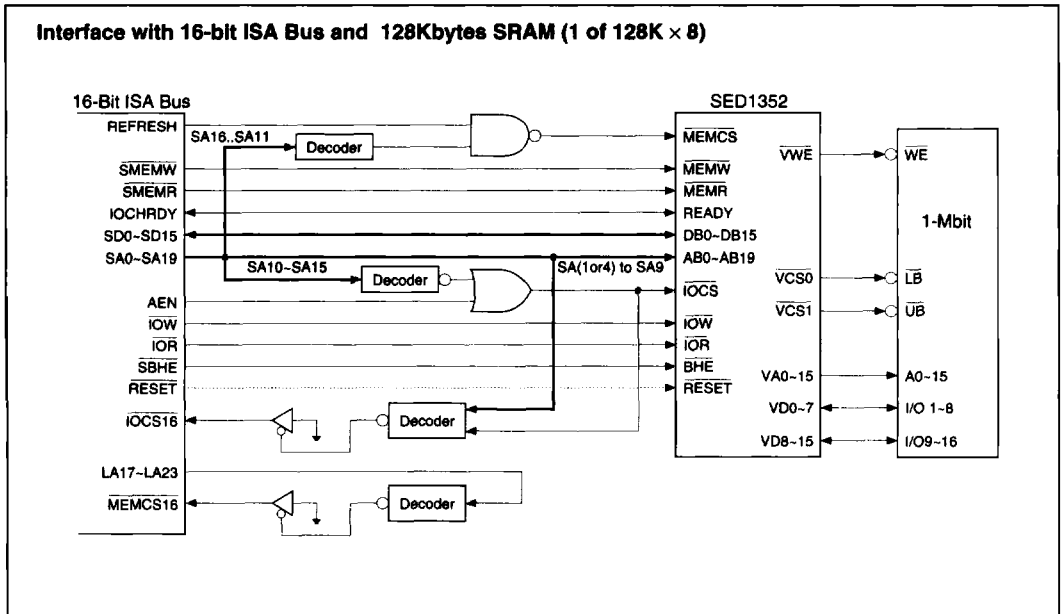 Interface with 16-bit ISA Bus and 128Kbytes SRAM (1 of 128K × 8)
16-Bit ISA Bus
SED1352
REFRESH
SA16..SA11
Decoder
MEMCS
VWE
WE
SMEMW
MEMW
SMEMR
MEMR
IOCHRDY
READY
1-Mbit
SD0~SD15
DB0~DB15
SA0~SA19
SA10~SA15
Decoder
SA(1or4) to SA9
AB0~AB19
VCS0
LB
AEN
IOCS
VCS1
UB
IOW
IOW
IOR
IOR
SBHE
BHE
VA0~15
A0~15
RESET
RESET
VD0~7
I/O 1~8
IOCS16
Decoder
VD8~15
I/O9~16
LA17~LA23
MEMCS16
Decoder